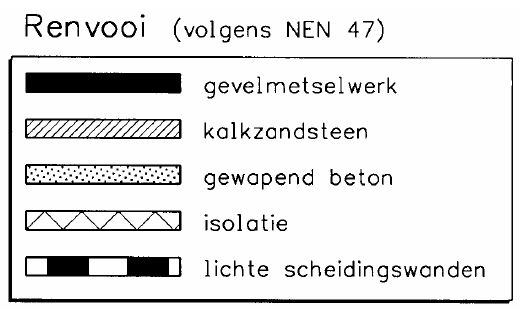 Renvooi (volgens NEN 47)
gevelmetselwerk
kalkzandsteen
gewapend beton
isolatie
lichte scheidingswanden